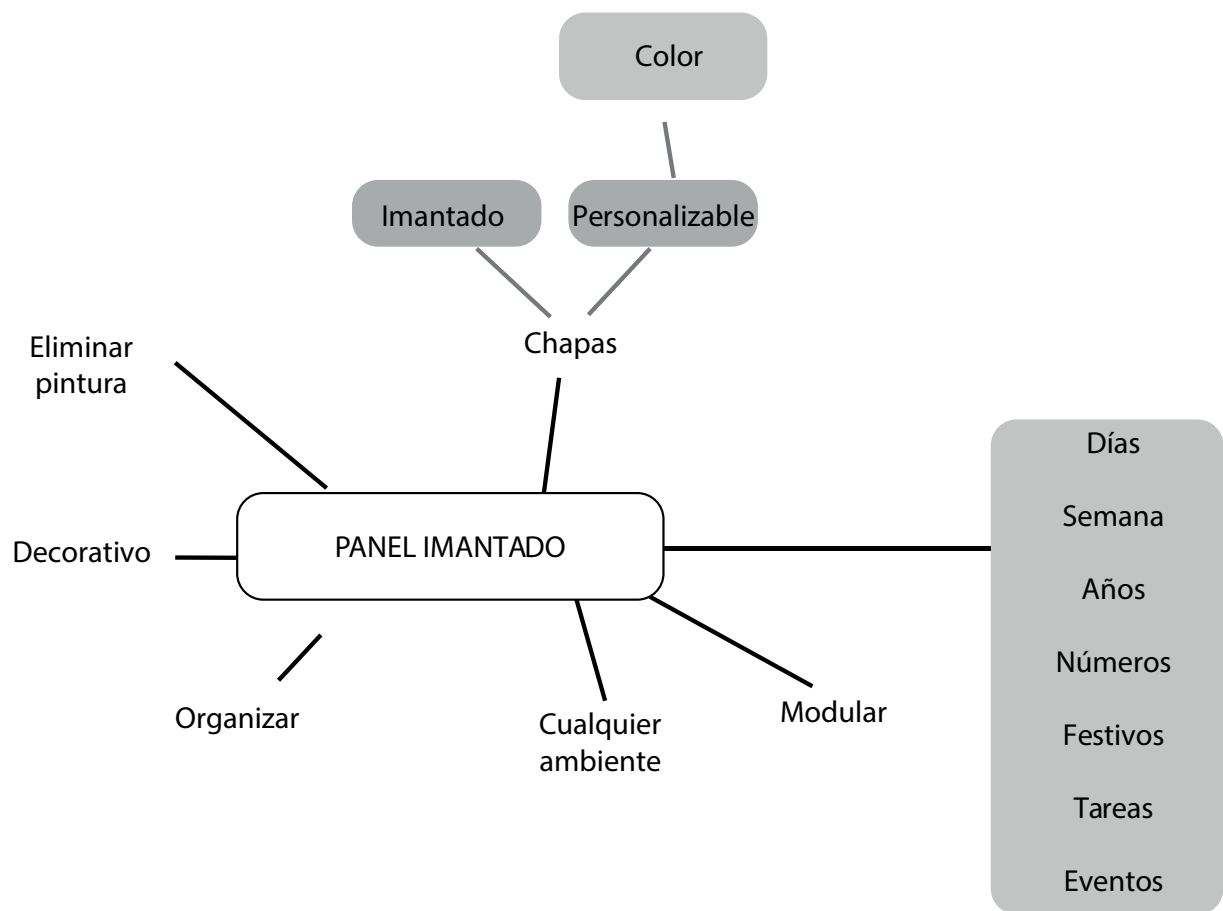 Color
Imantado
Personalizable
Chapas
Eliminar
pintura
PANEL IMANTADO
Decorativo
Organizar
Cualquier
ambiente
Modular
Días
Semana
Años
Números
Festivos
Tareas
Eventos